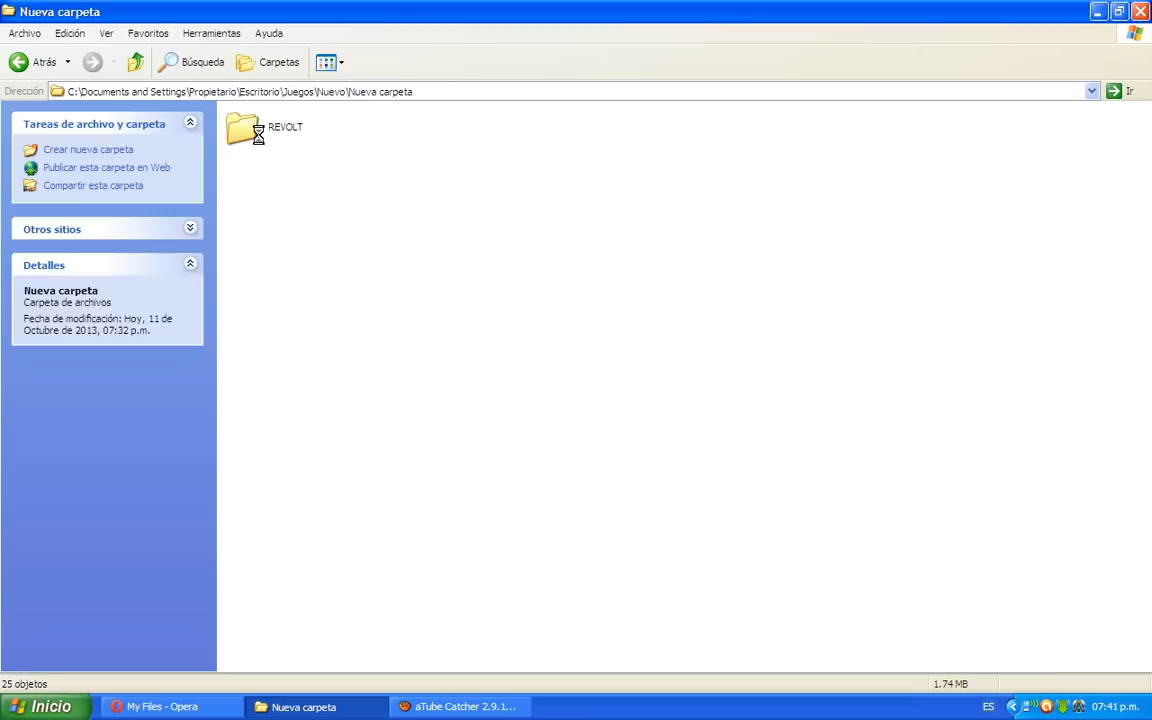 Nueva carpeta
Archivo Edición Ver Favoritos Herramientas Ayuda
Atrás Búsqueda Carpetas
Dirección C:\Documents and Settings\Propietario\Escritorio\Juegos\Nuevo\Nueva carpeta Ir
Tareas de archivo y carpeta
Crear nueva carpeta
Publicar esta carpeta en Web
Compartir esta carpeta
Otros sitios
Detalles
Nueva carpeta
Carpeta de archivos
Fecha de modificación: Hoy, 11 de
Octubre de 2013, 07:32 p.m.
REVOLT
25 objetos 1.74 MB
Inicio My Files - Opera Nueva carpeta aTube Catcher 2.9.1... ES 07:41 p.m.